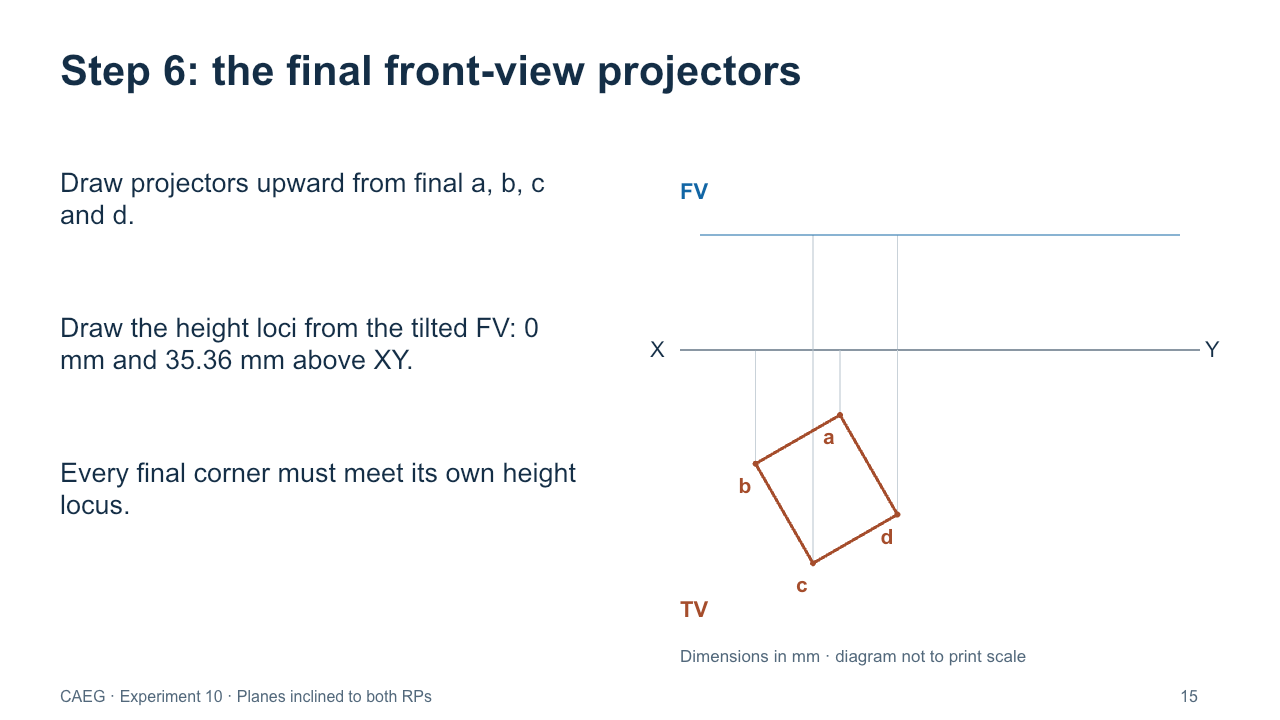 Step 6: the final front-view projectors
Draw projectors upward from final a, b, c
and d.
Draw the height loci from the tilted FV: 0
mm and 35.36 mm above XY.
Every final corner must meet its own height
locus.
FV
X
Y
a
b
d
c
TV
Dimensions in mm · diagram not to print scale
CAEG · Experiment 10 · Planes inclined to both RPs
15